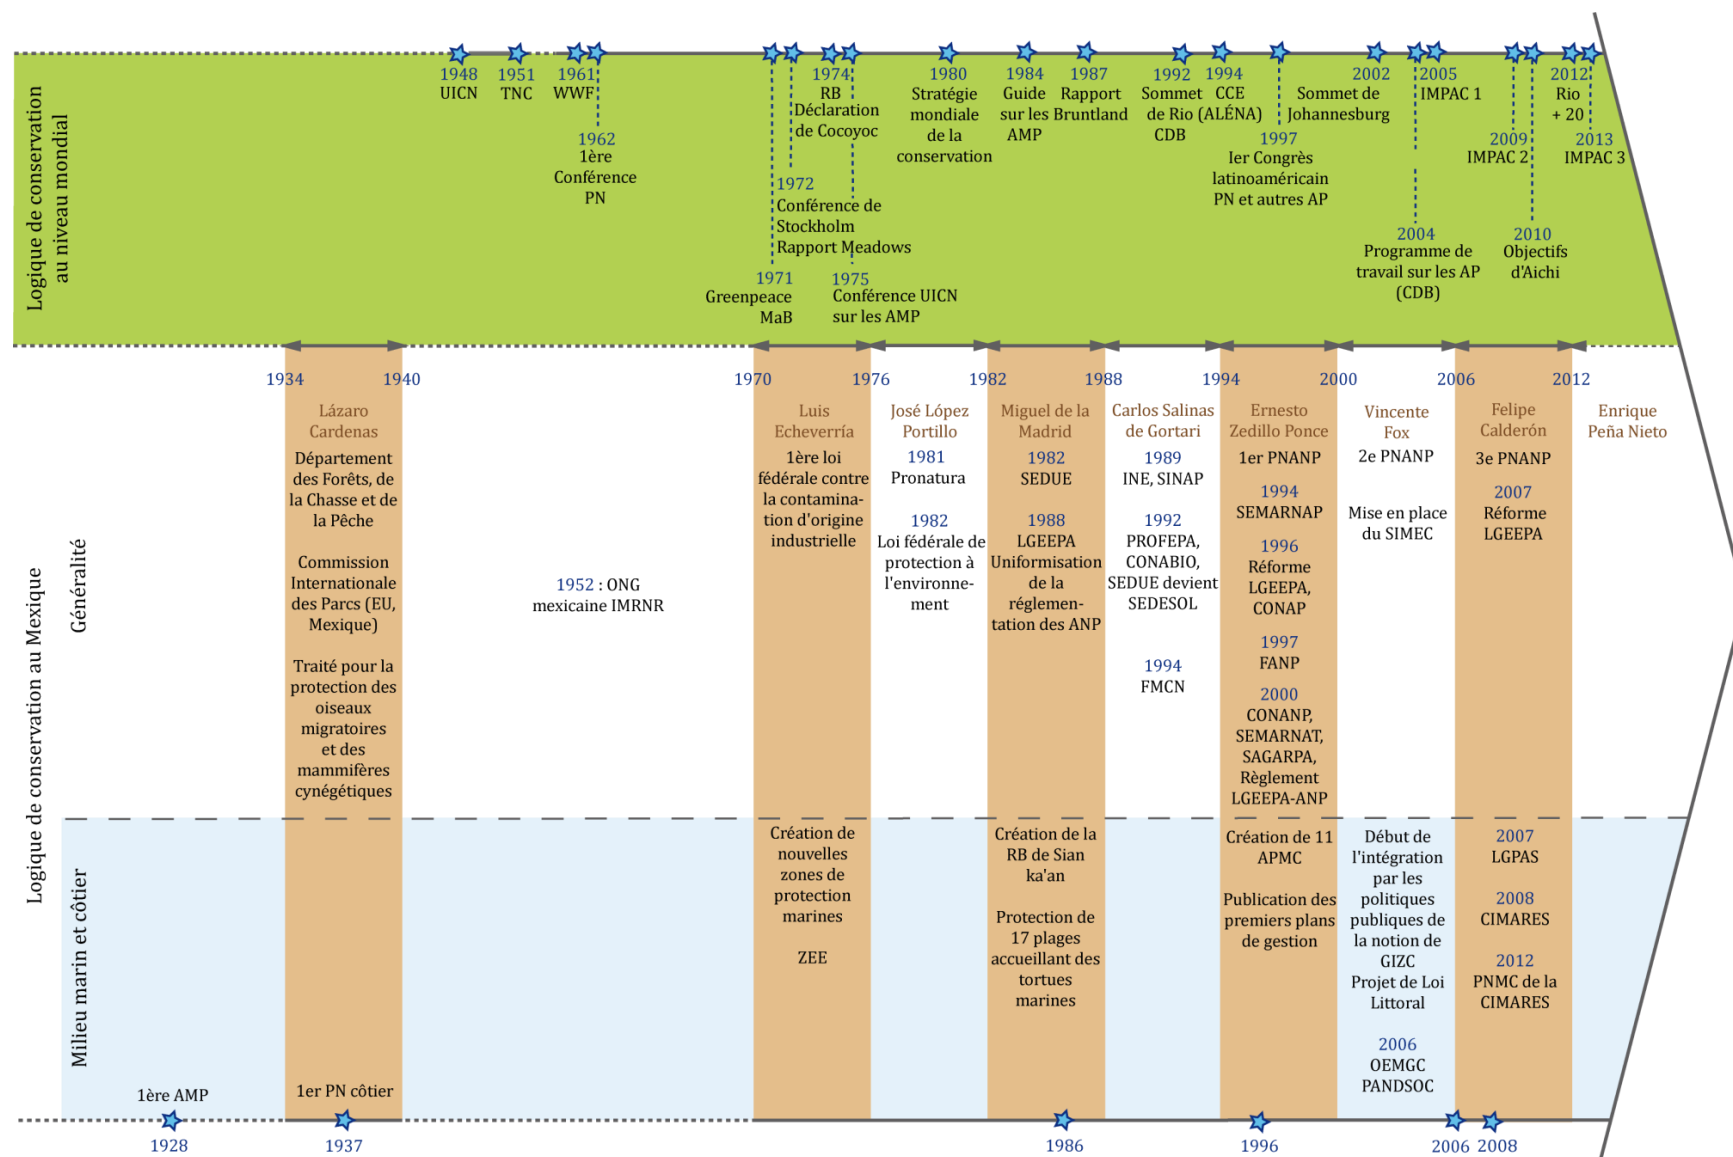 Logique de conservation
au niveau mondial
1948
UICN
1951
TNC
1961
WWF
1962
1ère
Conférence
PN
1971
Greenpeace
MaB
1972
Conférence de
Stockholm
Rapport Meadows
1974
RB
Déclaration
de Cocoyoc
1975
Conférence UICN
sur les AMP
1980
Stratégie
mondiale
de la
conservation
1984
Guide
sur les
AMP
1987
Rapport
Bruntland
1992
Sommet
de Rio
CDB
1994
CCE
(ALÉNA)
1997
Ier Congrès
latinoaméricain
PN et autres AP
2002
Sommet de
Johannesburg
2004
Programme de
travail sur les AP
(CDB)
2005
IMPAC 1
2009
IMPAC 2
2010
Objectifs
d'Aichi
2012
Rio
+ 20
2013
IMPAC 3
1934
1940
1970
1976
1982
1988
1994
2000
2006
2012
Logique de conservation au Mexique
Généralité
Lázaro
Cardenas
Département
des Forêts, de
la Chasse et de
la Pêche
Commission
Internationale
des Parcs (EU,
Mexique)
Traité pour la
protection des
oiseaux
migratoires
et des
mammifères
cynégétiques
1952 : ONG
mexicaine IMRNR
Luis
Echeverría
1ère loi
fédérale contre
la contamina-
tion d'origine
industrielle
José López
Portillo
1981
Pronatura
1982
Loi fédérale de
protection à
l'environne-
ment
Miguel de la
Madrid
1982
SEDUE
1988
LGEEPA
Uniformisation
de la
réglemen-
tation des ANP
Carlos Salinas
de Gortari
1989
INE, SINAP
1992
PROFEPA,
CONABIO,
SEDUE devient
SEDESOL
1994
FMCN
Ernesto
Zedillo Ponce
1er PNANP
1994
SEMARNAP
1996
Réforme
LGEEPA,
CONAP
1997
FANP
2000
CONANP,
SEMARNAT,
SAGARPA,
Règlement
LGEEPA-ANP
Vincente
Fox
2e PNANP
Mise en place
du SIMEC
Felipe
Calderón
3e PNANP
2007
Réforme
LGEEPA
Enrique
Peña Nieto
Milieu marin et côtier
1ère AMP
1er PN côtier
Création de
nouvelles
zones de
protection
marines
ZEE
Création de la
RB de Sian
ka'an
Protection de
17 plages
accueillant des
tortues
marines
Création de 11
APMC
Publication des
premiers plans
de gestion
Début de
l'intégration
par les
politiques
publiques de
la notion de
GIZC
Projet de Loi
Littoral
2006
OEMGC
PANDSOC
2007
LGPAS
2008
CIMARES
2012
PNMC de la
CIMARES
1928
1937
1986
1996
2006
2008